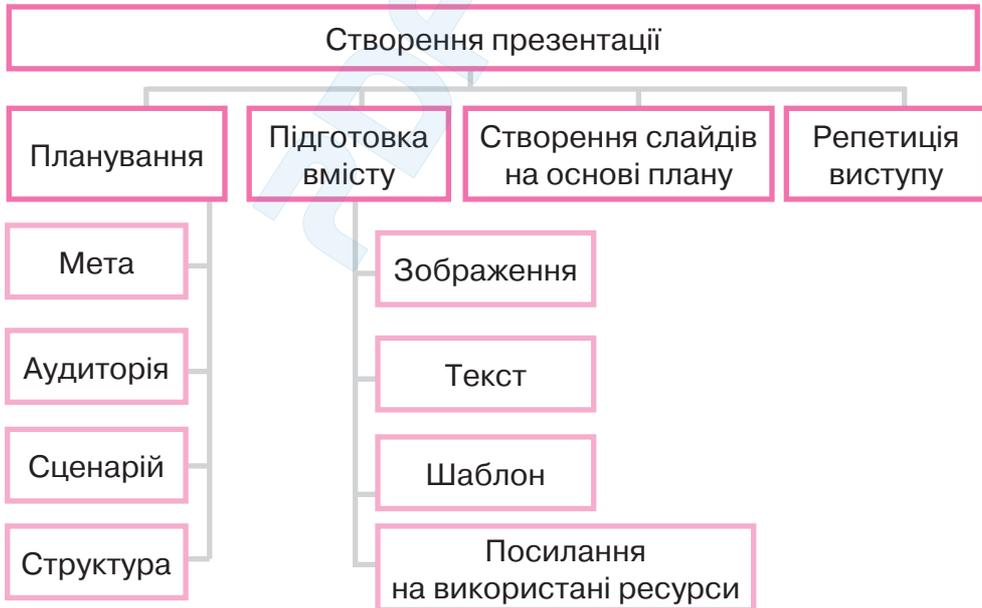 Створення презентації
Планування
Підготовка
вмісту
Створення слайдів
на основі плану
Репетиція
виступу
Мета
Аудиторія
Сценарій
Структура
Зображення
Текст
Шаблон
Посилання
на використані ресурси
PDF